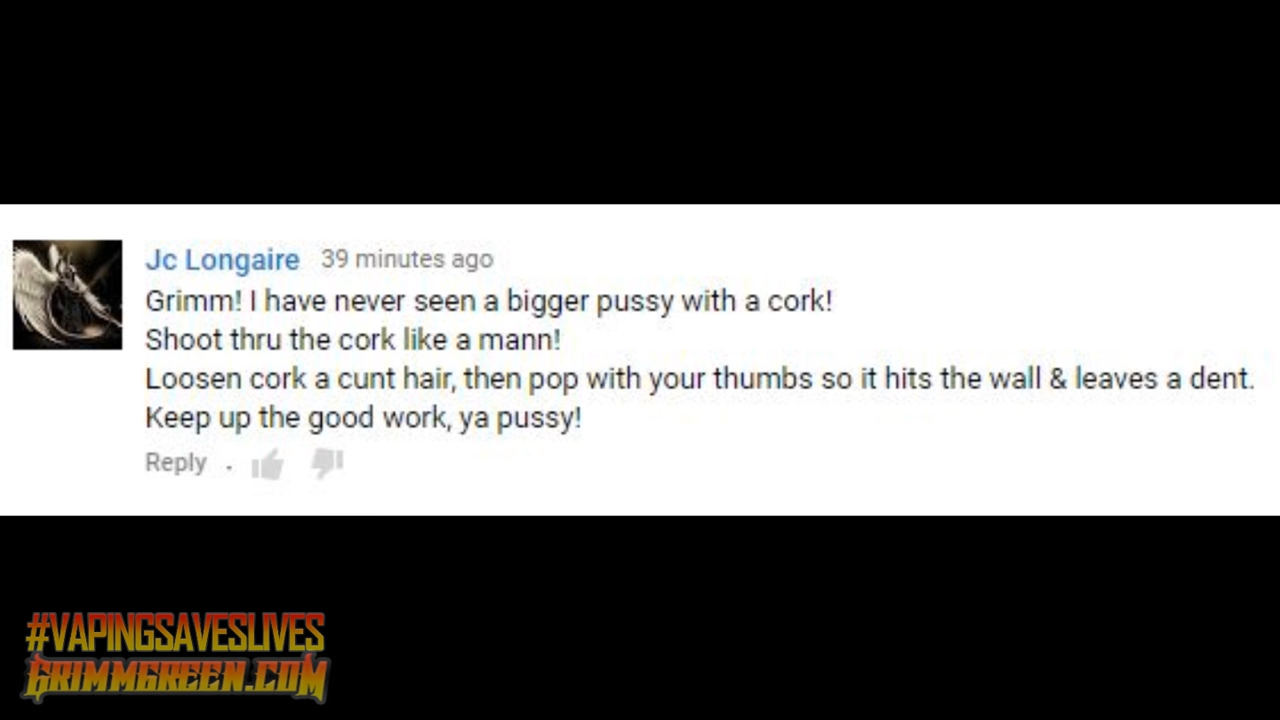 Jc Longaire 39 minutes ago
Grimm! I have never seen a bigger pussy with a cork!
Shoot thru the cork like a mann!
Loosen cork a cunt hair, then pop with your thumbs so it hits the wall & leaves a dent.
Keep up the good work, ya pussy!
Reply .
#VAPINGSAVESLIVES
GRIMMGREEN.COM